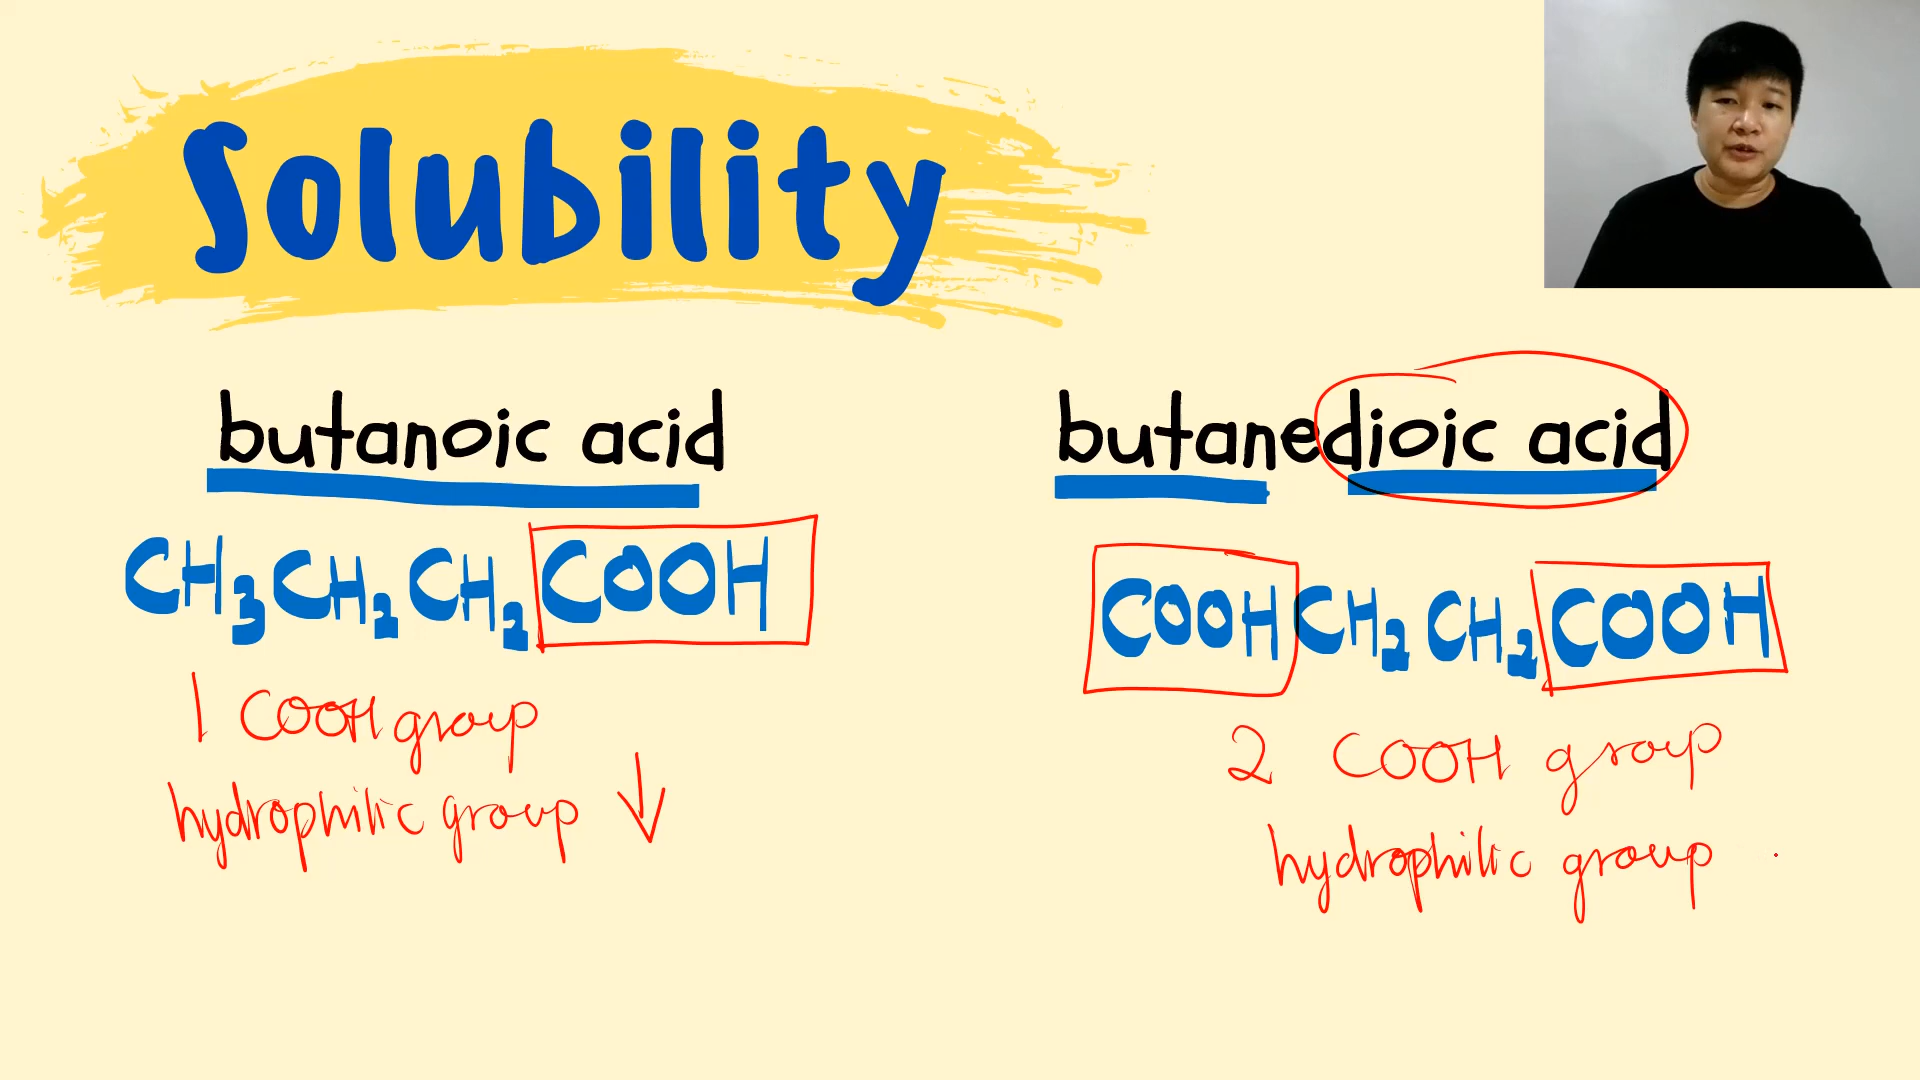 Solubility
butanoic acid
CH3CH2CH2COOH
1 COOH group
hydrophilic group ↓
butanedioic acid
COOHCH2CH2COOH
2 COOH group
hydrophilic group